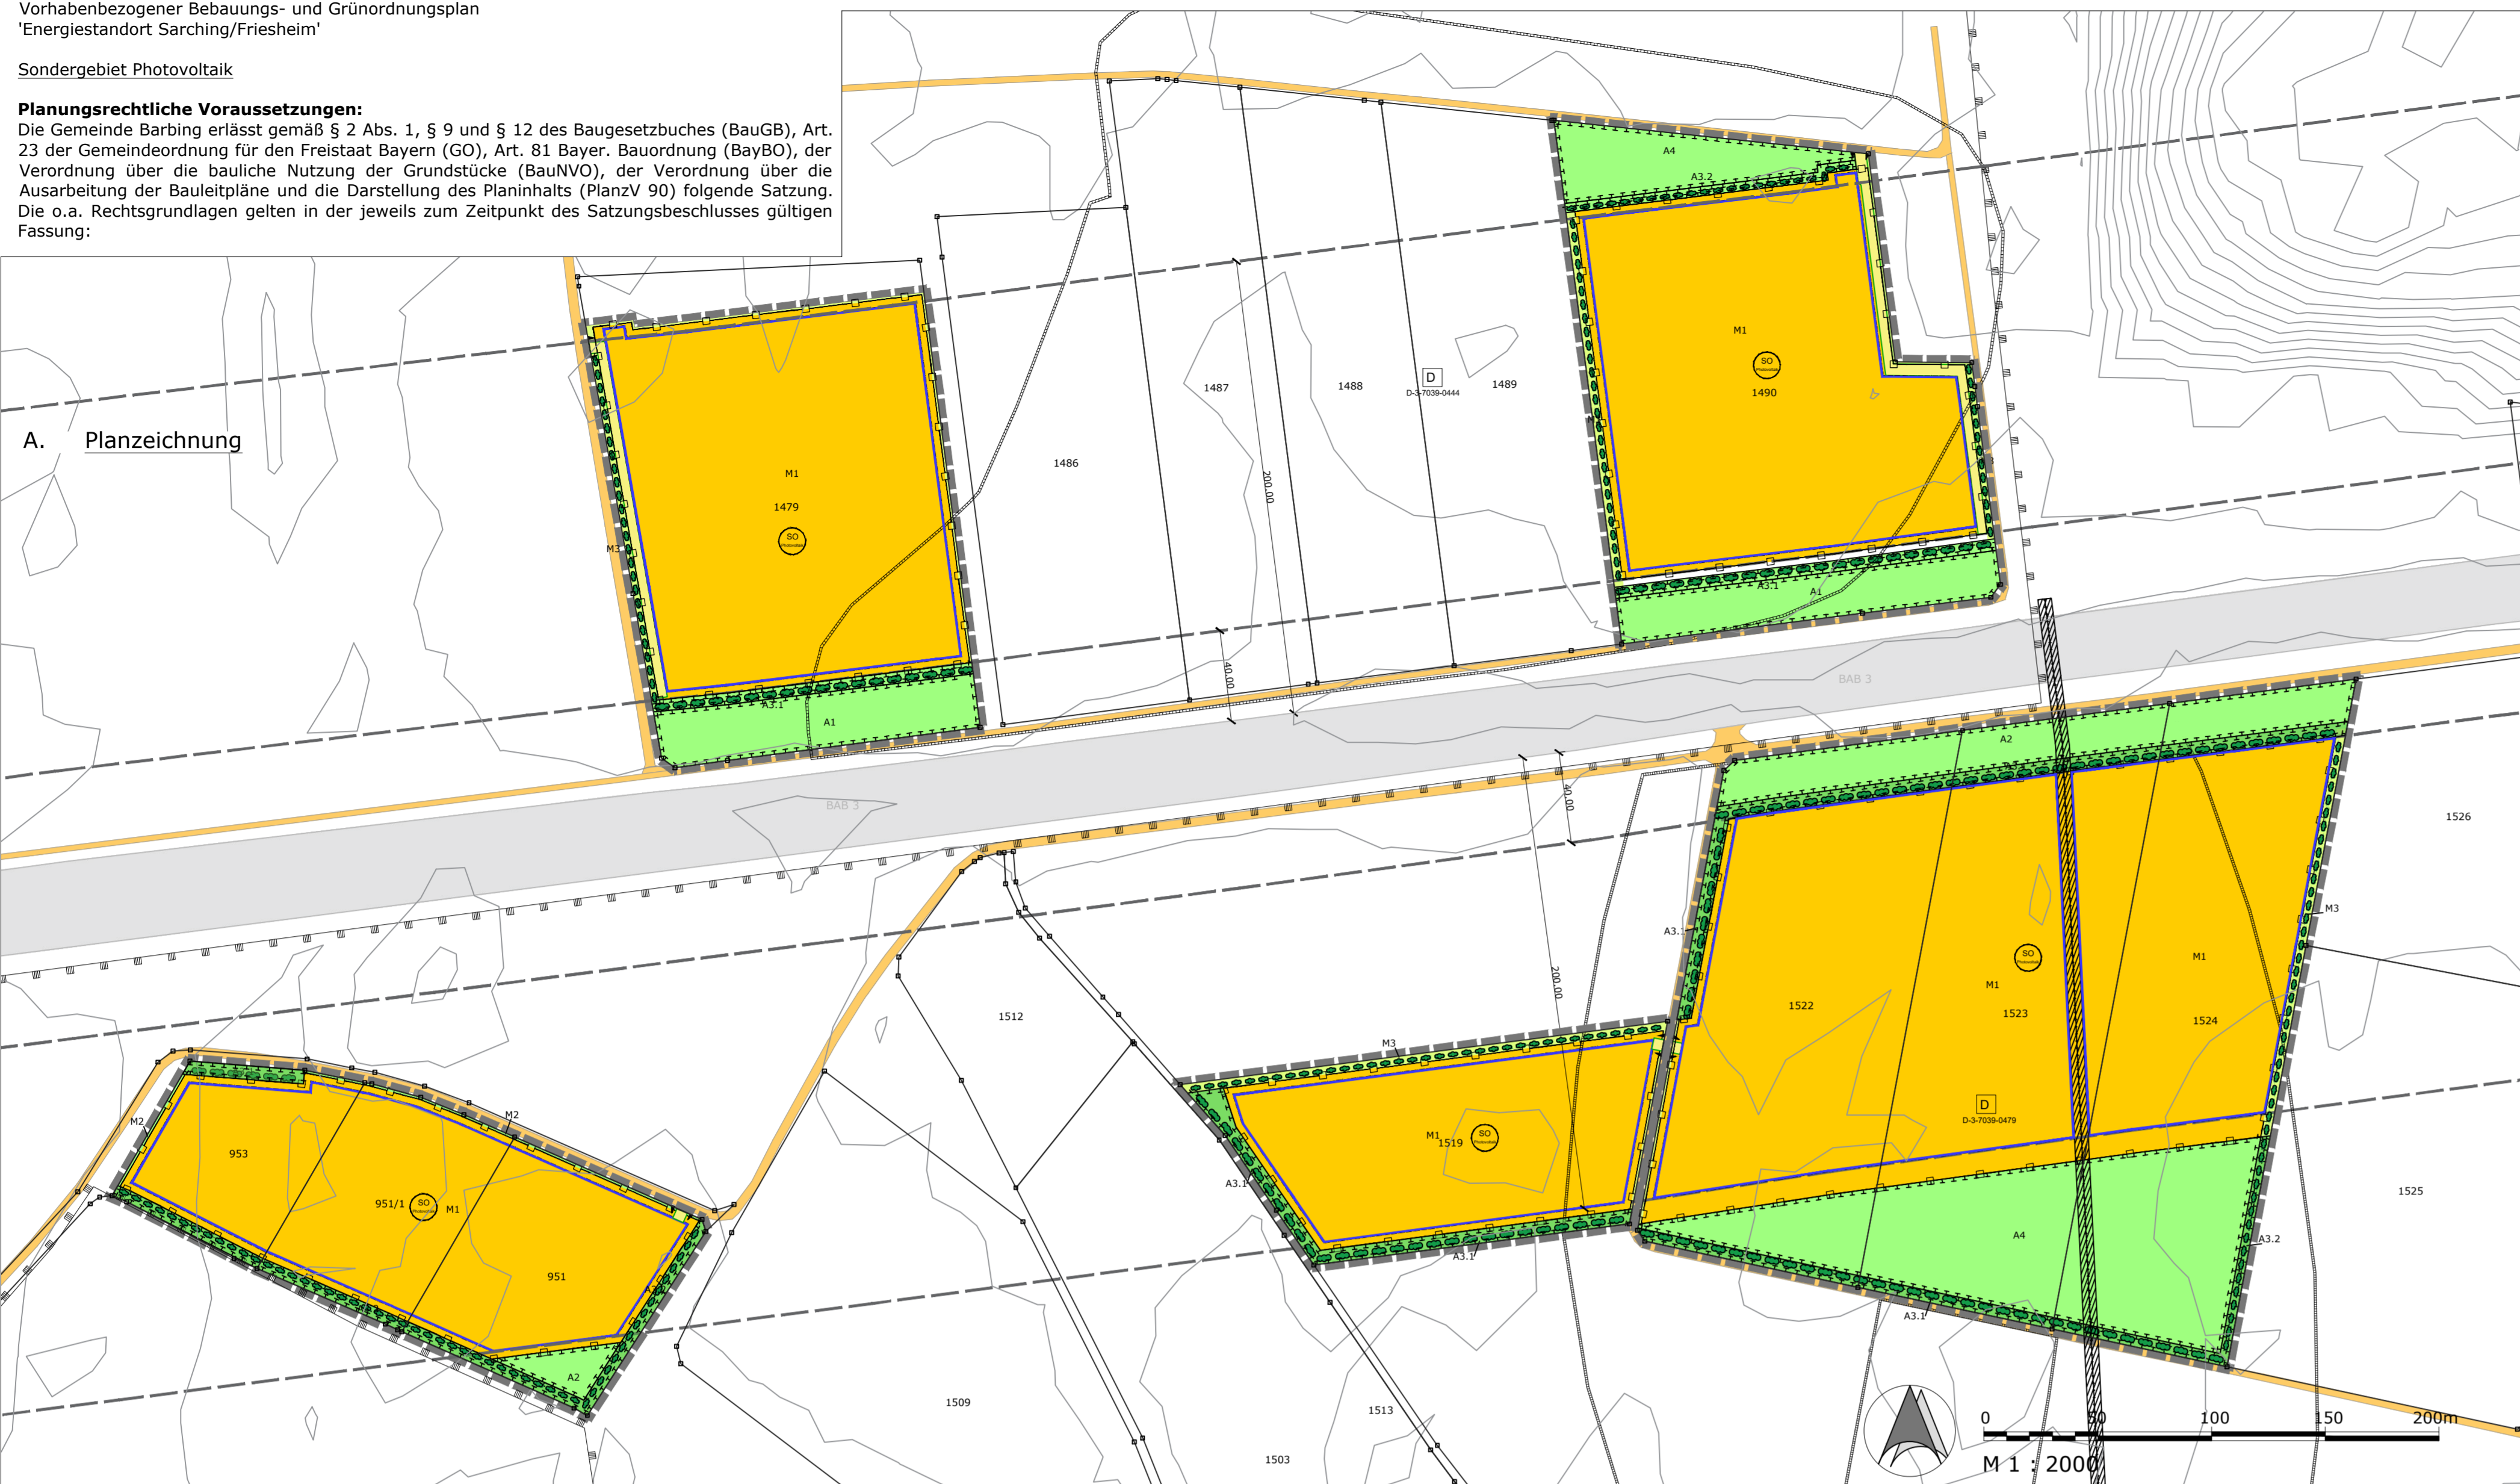 Vorhabenbezogener Bebauungs- und Grünordnungsplan
'Energiestandort Sarching/Friesheim'
Sondergebiet Photovoltaik
Planungsrechtliche Voraussetzungen:
Die Gemeinde Barbing erlässt gemäß § 2 Abs. 1, § 9 und § 12 des Baugesetzbuches (BauGB), Art.
23 der Gemeindeordnung für den Freistaat Bayern (GO), Art. 81 Bayer. Bauordnung (BayBO), der
Verordnung über die bauliche Nutzung der Grundstücke (BauNVO), der Verordnung über die
Ausarbeitung der Bauleitpläne und die Darstellung des Planinhalts (PlanzV 90) folgende Satzung.
Die o.a. Rechtsgrundlagen gelten in der jeweils zum Zeitpunkt des Satzungsbeschlusses gültigen
Fassung:
A4
A3.2
M1
SO
Photovoltaik
1490
1487
1488
D
D-3-7039-0444
1489
A. Planzeichnung
1486
M1
1479
SO
Photovoltaik
M3
200.00
A3.1
A1
40.00
A3.1
A1
BAB 3
BAB 3
A2
40.00
1526
A3.1
M3
SO
Photovoltaik
M1
M1
200.00
1522
1523
1524
1512
M3
M2
M2
953
951/1
SO
Photovoltaik
M1
951
A2
M1
1519
SO
Photovoltaik
A3.1
A3.1
D
D-3-7039-0479
1525
A4
A3.2
A3.1
1509
1513
1503
0 50 100 150 200m
M 1 : 2000